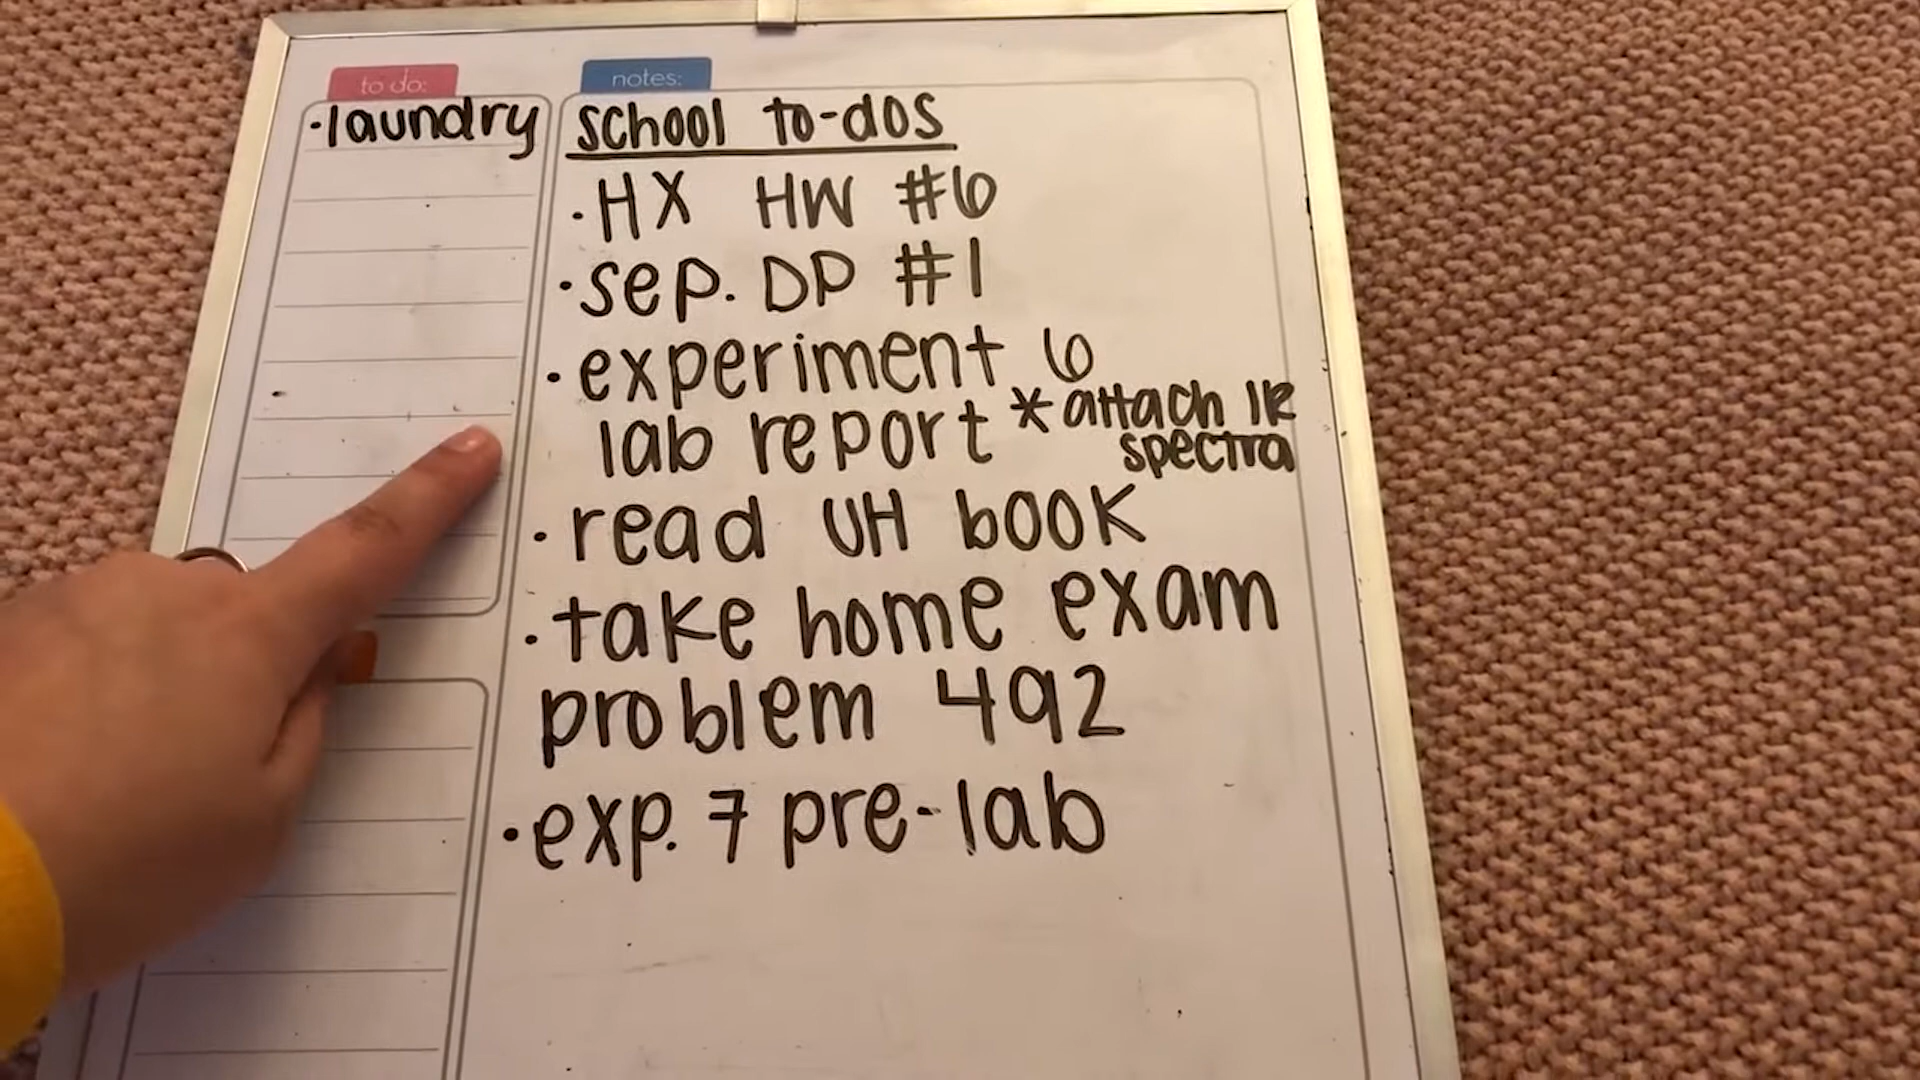 to do:
·laundry
notes:
school to-dos
·HX HW #6
·sep. DP #1
·experiment 6
lab report *attach IR
spectra
·read UH book
·take home exam
problem 492
·exp. 7 pre-lab